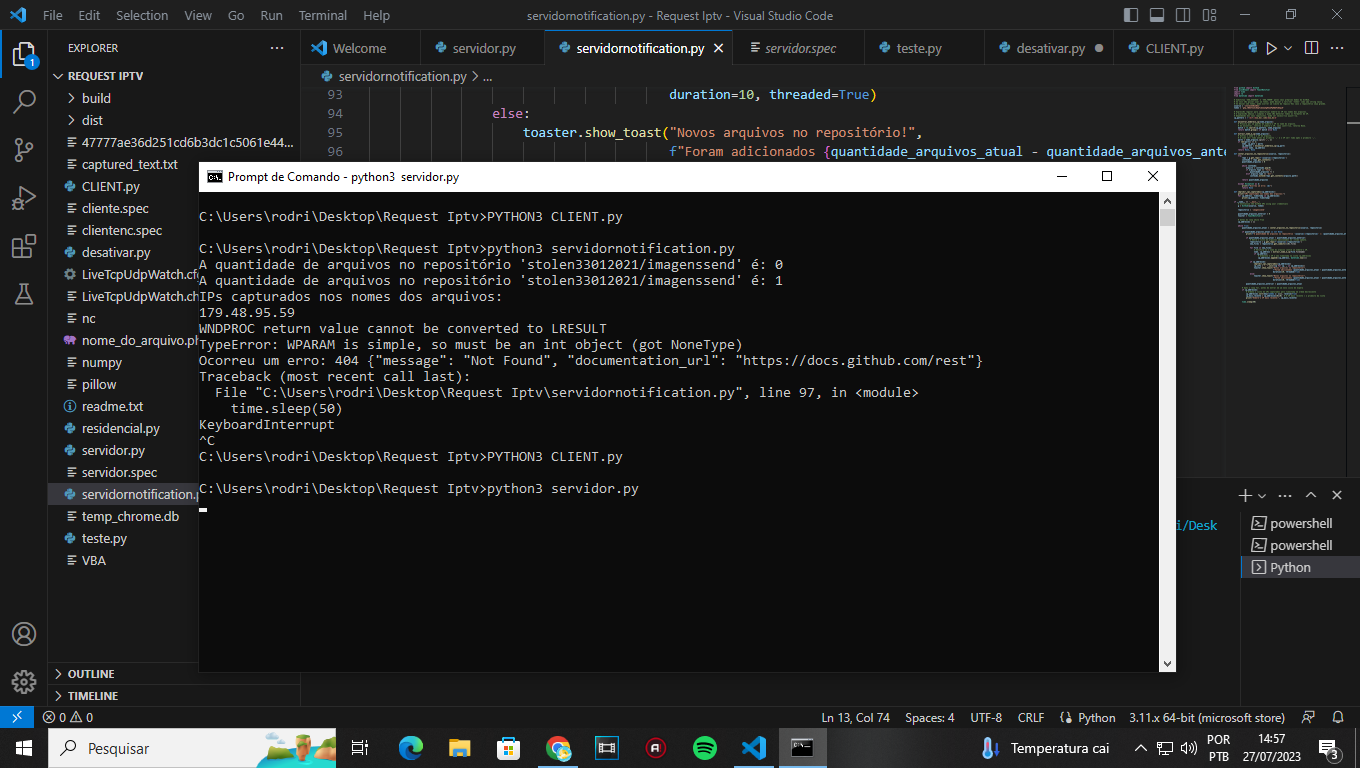 File Edit Selection View Go Run Terminal Help servidornotification.py - Request Iptv - Visual Studio Code
EXPLORER
Welcome servidor.py servidornotification.py servidor.spec teste.py desativar.py CLIENT.py
REQUEST IPTV
servidornotification.py > ...
build
dist
47777ae36d251cd6b3dc1c5061e44...
captured_text.txt
CLIENT.py
cliente.spec
clientenc.spec
desativar.py
LiveTcpUdpWatch.cf
LiveTcpUdpWatch.ch
nc
nome_do_arquivo.ph
numpy
pillow
readme.txt
residencial.py
servidor.py
servidor.spec
servidornotification.p
temp_chrome.db
teste.py
VBA
OUTLINE
TIMELINE
93 duration=10, threaded=True)
94 else:
95 toaster.show_toast("Novos arquivos no repositório!",
96 f"Foram adicionados {quantidade_arquivos_atual - quantidade_arquivos_ante
Prompt de Comando - python3 servidor.py
C:\Users\rodri\Desktop\Request Iptv>PYTHON3 CLIENT.py
C:\Users\rodri\Desktop\Request Iptv>python3 servidornotification.py
A quantidade de arquivos no repositório 'stolen33012021/imagenssend' é: 0
A quantidade de arquivos no repositório 'stolen33012021/imagenssend' é: 1
IPs capturados nos nomes dos arquivos:
179.48.95.59
WNDPROC return value cannot be converted to LRESULT
TypeError: WPARAM is simple, so must be an int object (got NoneType)
Ocorreu um erro: 404 {"message": "Not Found", "documentation_url": "https://docs.github.com/rest"}
Traceback (most recent call last):
File "C:\Users\rodri\Desktop\Request Iptv\servidornotification.py", line 97, in <module>
time.sleep(50)
KeyboardInterrupt
^C
C:\Users\rodri\Desktop\Request Iptv>PYTHON3 CLIENT.py
C:\Users\rodri\Desktop\Request Iptv>python3 servidor.py
i/Desk
powershell
powershell
Python
0 0 Ln 13, Col 74 Spaces: 4 UTF-8 CRLF Python 3.11.x 64-bit (microsoft store)
Pesquisar
Temperatura cai
POR
PTB
14:57
27/07/2023
3
1